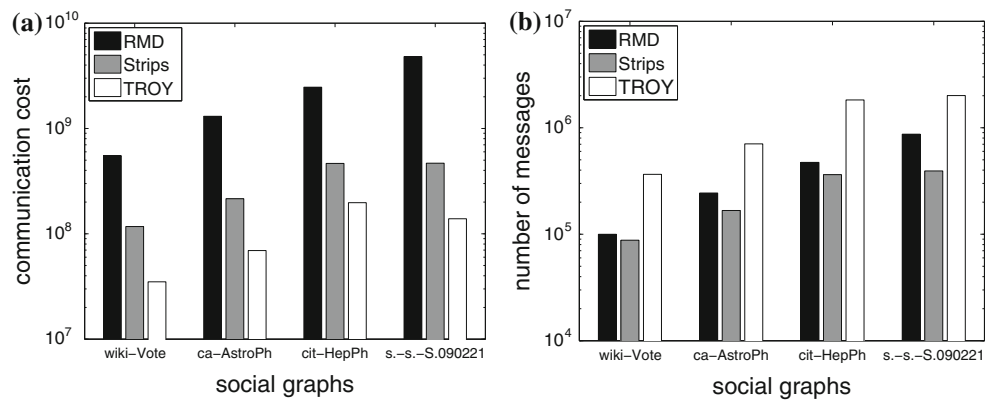 (a)
communication cost
10^10
10^9
10^8
10^7
RMD
Strips
TROY
wiki−Vote ca−AstroPh cit−HepPh s.−s.−S.090221
social graphs
(b)
number of messages
10^7
10^6
10^5
10^4
RMD
Strips
TROY
wiki−Vote ca−AstroPh cit−HepPh s.−s.−S.090221
social graphs